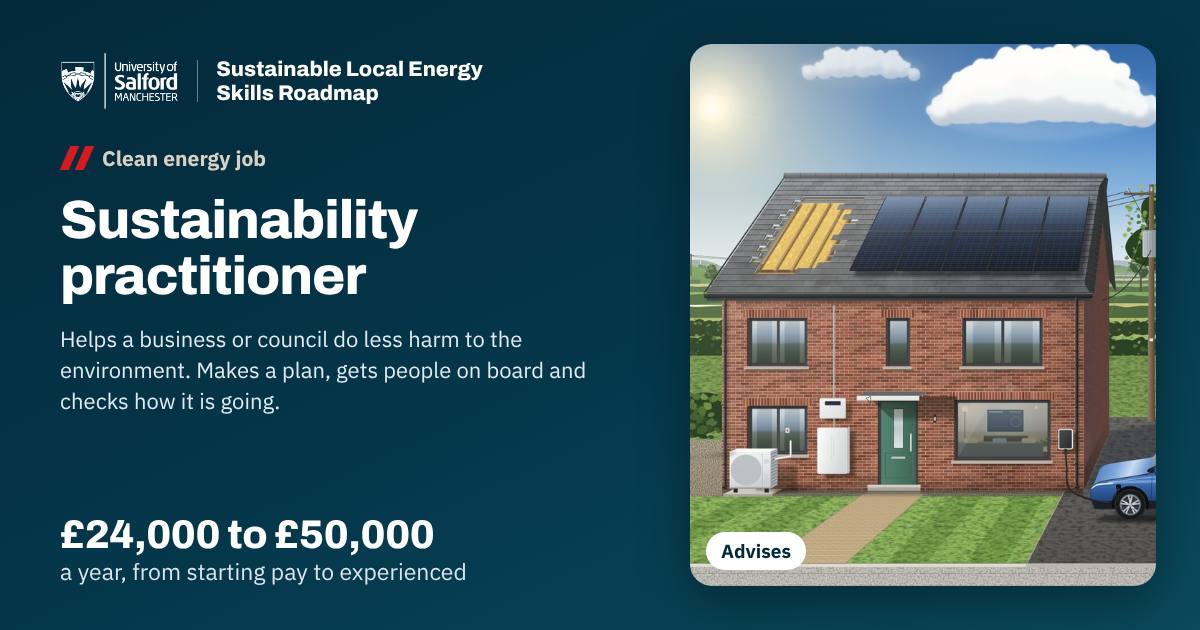 University of
Salford
MANCHESTER
Sustainable Local Energy
Skills Roadmap
Clean energy job
Sustainability
practitioner
Helps a business or council do less harm to the
environment. Makes a plan, gets people on board and
checks how it is going.
£24,000 to £50,000
a year, from starting pay to experienced
Advises